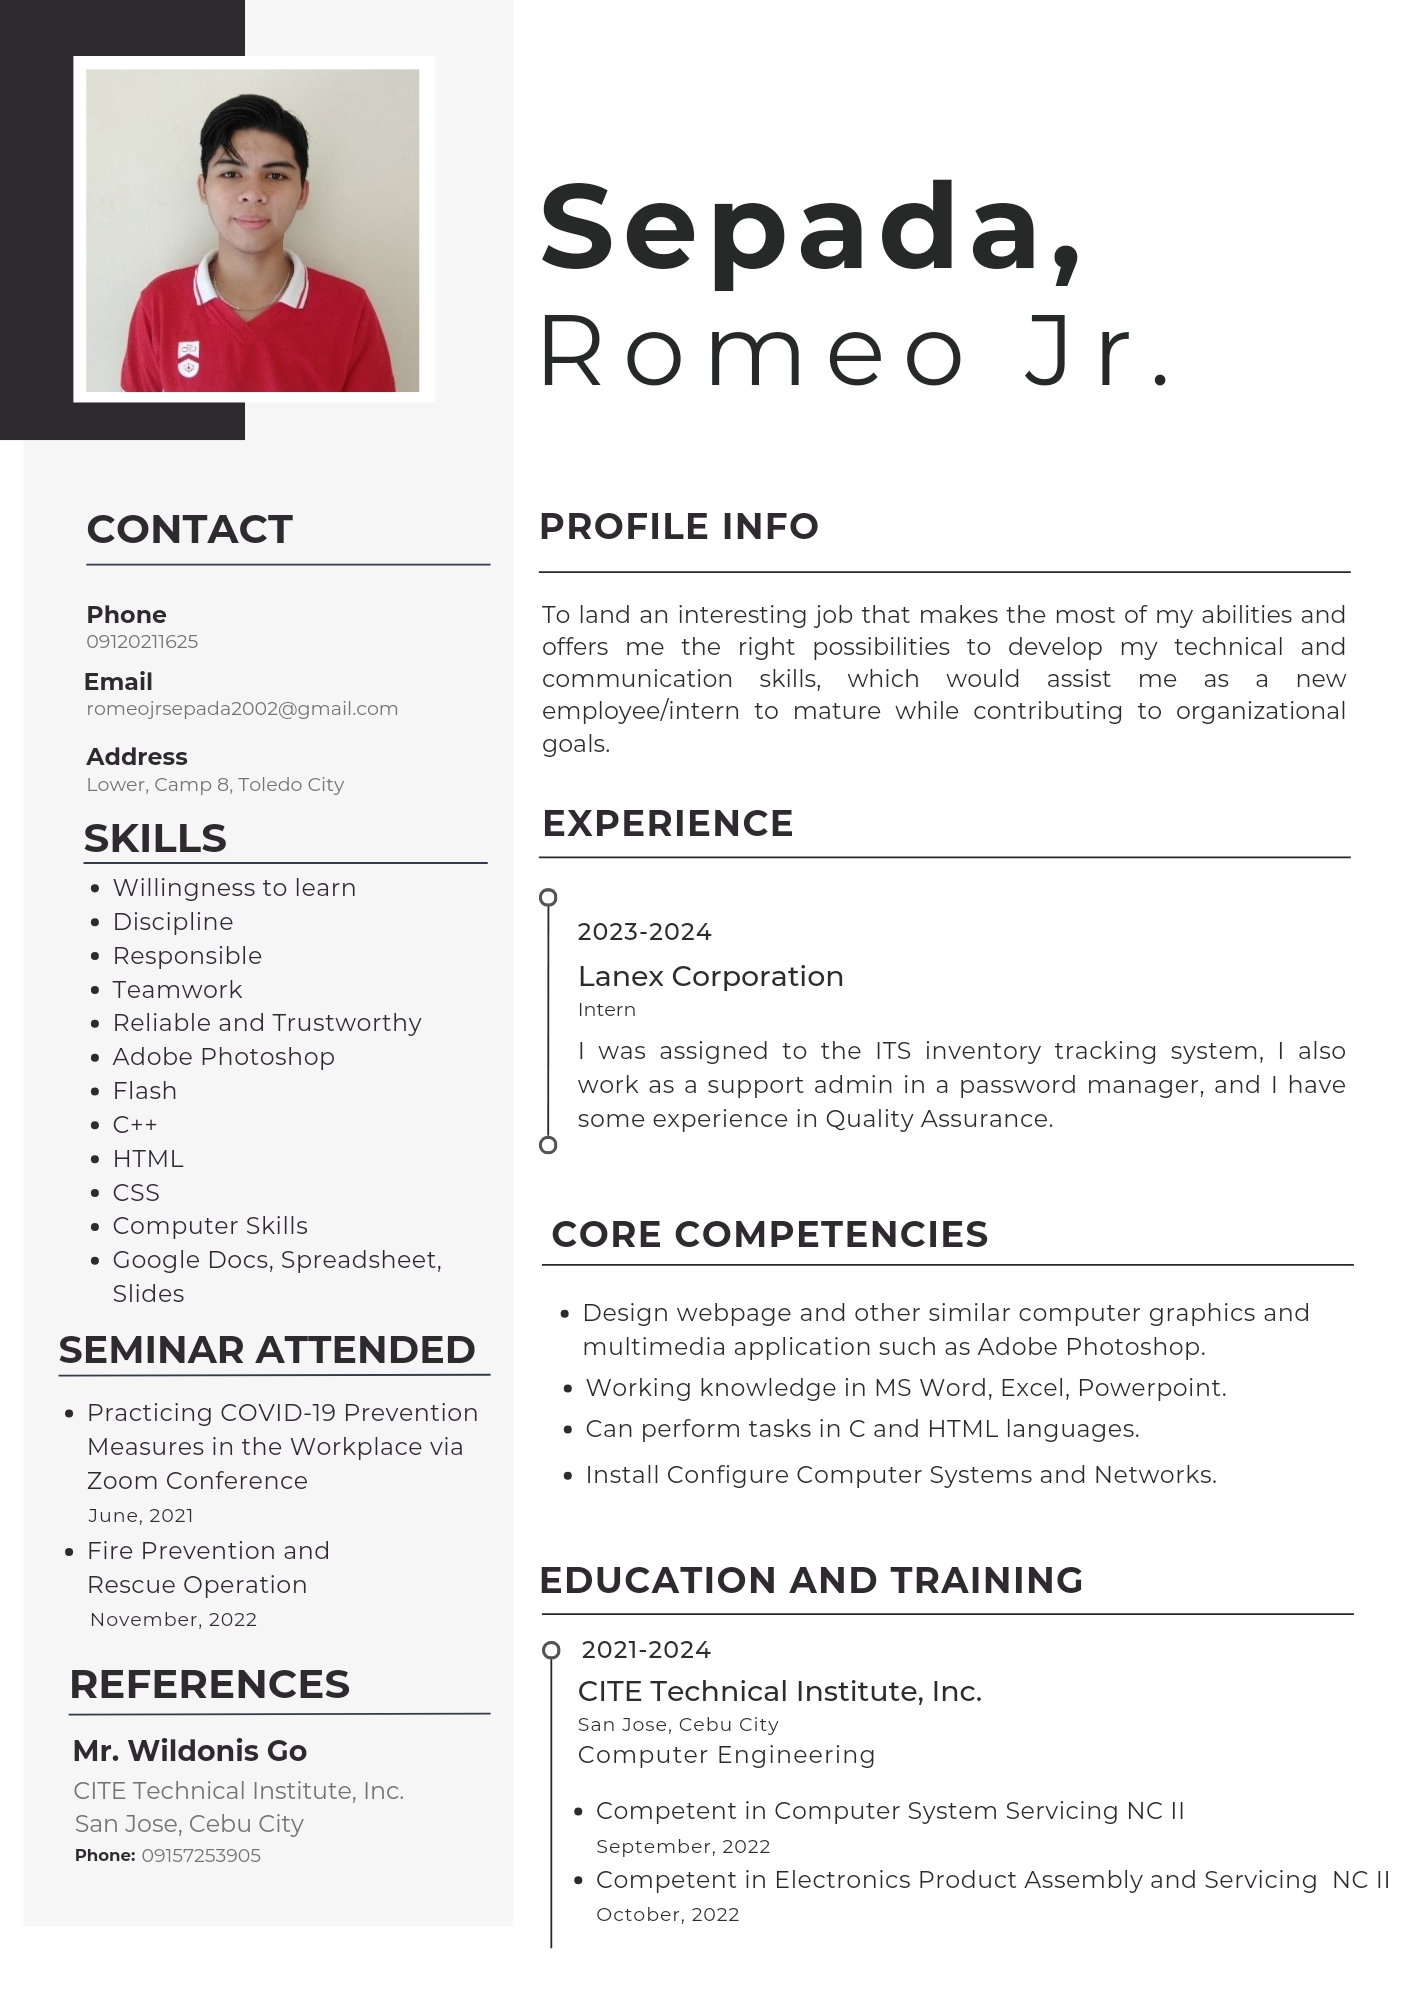 Sepada,
Romeo Jr.
CONTACT
Phone
09120211625
Email
romeojrsepada2002@gmail.com
Address
Lower, Camp 8, Toledo City
SKILLS
• Willingness to learn
• Discipline
• Responsible
• Teamwork
• Reliable and Trustworthy
• Adobe Photoshop
• Flash
• C++
• HTML
• CSS
• Computer Skills
• Google Docs, Spreadsheet,
Slides
SEMINAR ATTENDED
• Practicing COVID-19 Prevention
Measures in the Workplace via
Zoom Conference
June, 2021
• Fire Prevention and
Rescue Operation
November, 2022
REFERENCES
Mr. Wildonis Go
CITE Technical Institute, Inc.
San Jose, Cebu City
Phone: 09157253905
PROFILE INFO
To land an interesting job that makes the most of my abilities and
offers me the right possibilities to develop my technical and
communication skills, which would assist me as a new
employee/intern to mature while contributing to organizational
goals.
EXPERIENCE
2023-2024
Lanex Corporation
Intern
I was assigned to the ITS inventory tracking system, I also
work as a support admin in a password manager, and I have
some experience in Quality Assurance.
CORE COMPETENCIES
• Design webpage and other similar computer graphics and
multimedia application such as Adobe Photoshop.
• Working knowledge in MS Word, Excel, Powerpoint.
• Can perform tasks in C and HTML languages.
• Install Configure Computer Systems and Networks.
EDUCATION AND TRAINING
2021-2024
CITE Technical Institute, Inc.
San Jose, Cebu City
Computer Engineering
• Competent in Computer System Servicing NC II
September, 2022
• Competent in Electronics Product Assembly and Servicing NC II
October, 2022